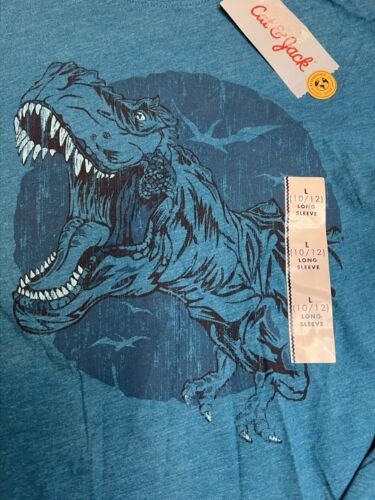 Cat & Jack
L
(10/12)
LONG
SLEEVE
L
(10/12)
LONG
SLEEVE
L
(10/12)
LONG
SLEEVE